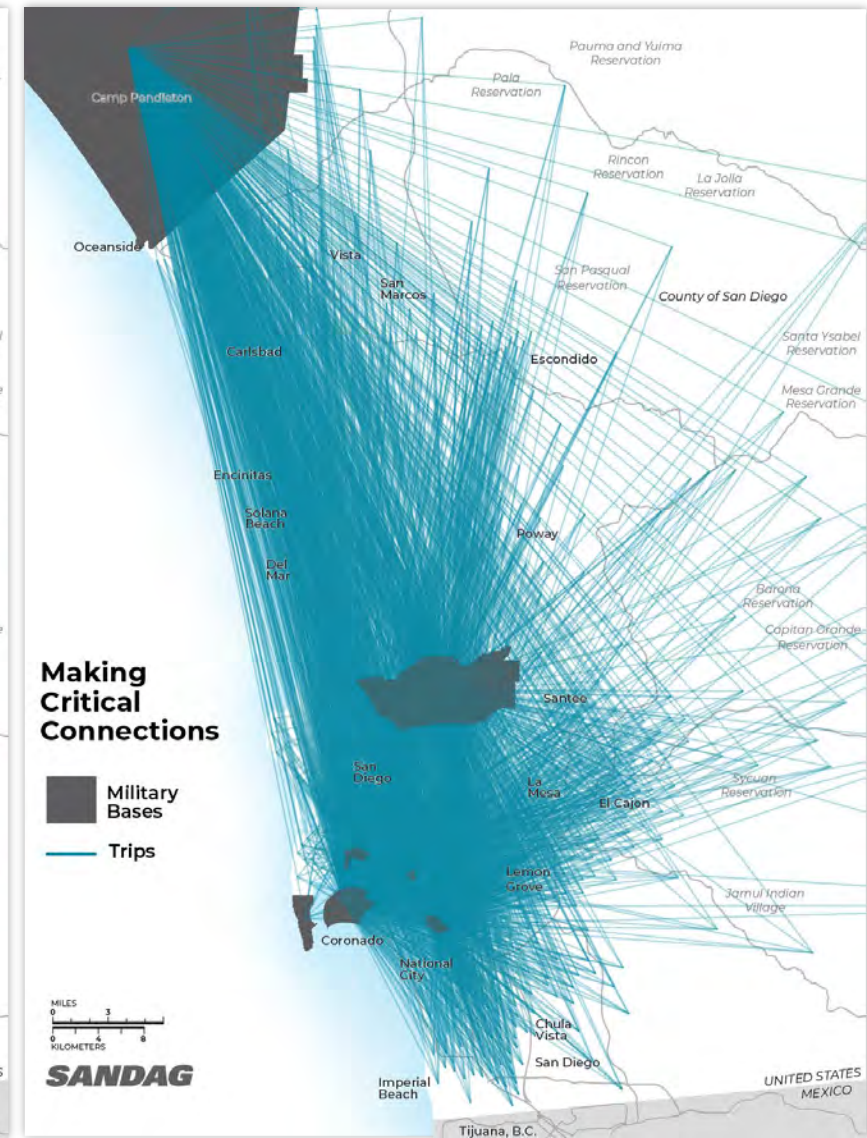 Pauma and Yuima
Reservation
Pala
Reservation
Camp Pendleton
Rincon
Reservation
La Jolla
Reservation
Oceanside
Vista
San
Marcos
San Pasqual
Reservation
County of San Diego
Carlsbad
Escondido
Santa Ysabel
Reservation
Mesa Grande
Reservation
Encinitas
Solana
Beach
Poway
Del
Mar
Barona
Reservation
Capitan Grande
Reservation
Making
Critical
Connections
Santee
Military
Bases
San
Diego
La
Mesa
El Cajon
Sycuan
Reservation
Trips
Lemon
Grove
Jamul Indian
Village
Coronado
National
City
MILES
0 3
0 4 8
KILOMETERS
Chula
Vista
San Diego
SANDAG
Imperial
Beach
UNITED STATES
MEXICO
Tijuana, B.C.